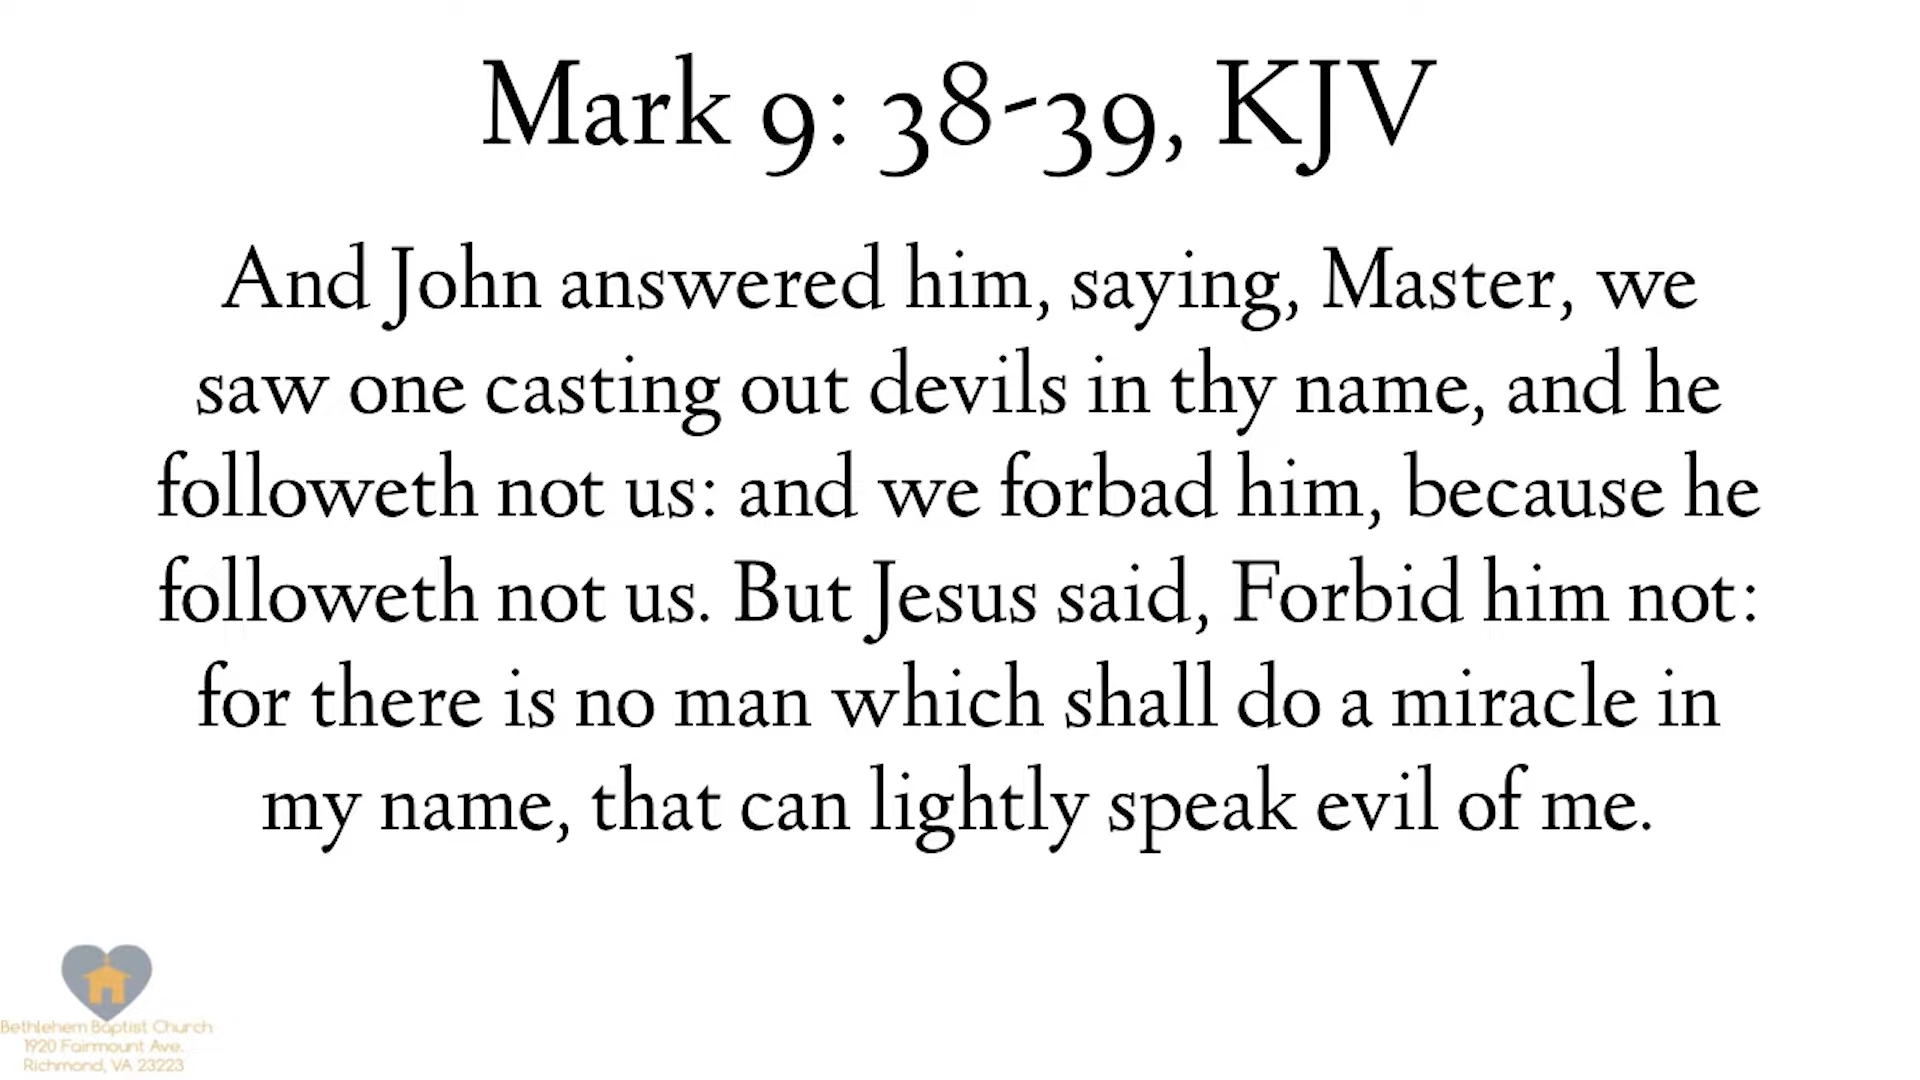 Mark 9: 38-39, KJV
And John answered him, saying, Master, we
saw one casting out devils in thy name, and he
followeth not us: and we forbad him, because he
followeth not us. But Jesus said, Forbid him not:
for there is no man which shall do a miracle in
my name, that can lightly speak evil of me.
Bethlehem Baptist Church
1920 Fairmount Ave.
Richmond, VA 23223